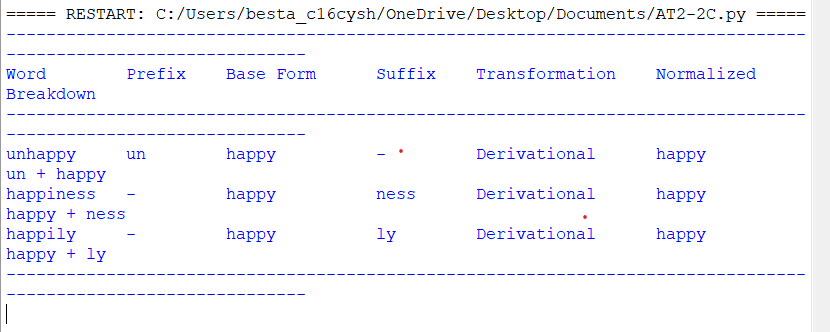 ===== RESTART: C:/Users/besta_c16cysh/OneDrive/Desktop/Documents/AT2-2C.py =====
--------------------------------------------------------------------------------
------------------------------
Word        Prefix    Base Form      Suffix    Transformation    Normalized
Breakdown
--------------------------------------------------------------------------------
------------------------------
unhappy     un        happy          -         Derivational      happy
un + happy
happiness   -         happy          ness      Derivational      happy
happy + ness
happily     -         happy          ly        Derivational      happy
happy + ly
--------------------------------------------------------------------------------
------------------------------